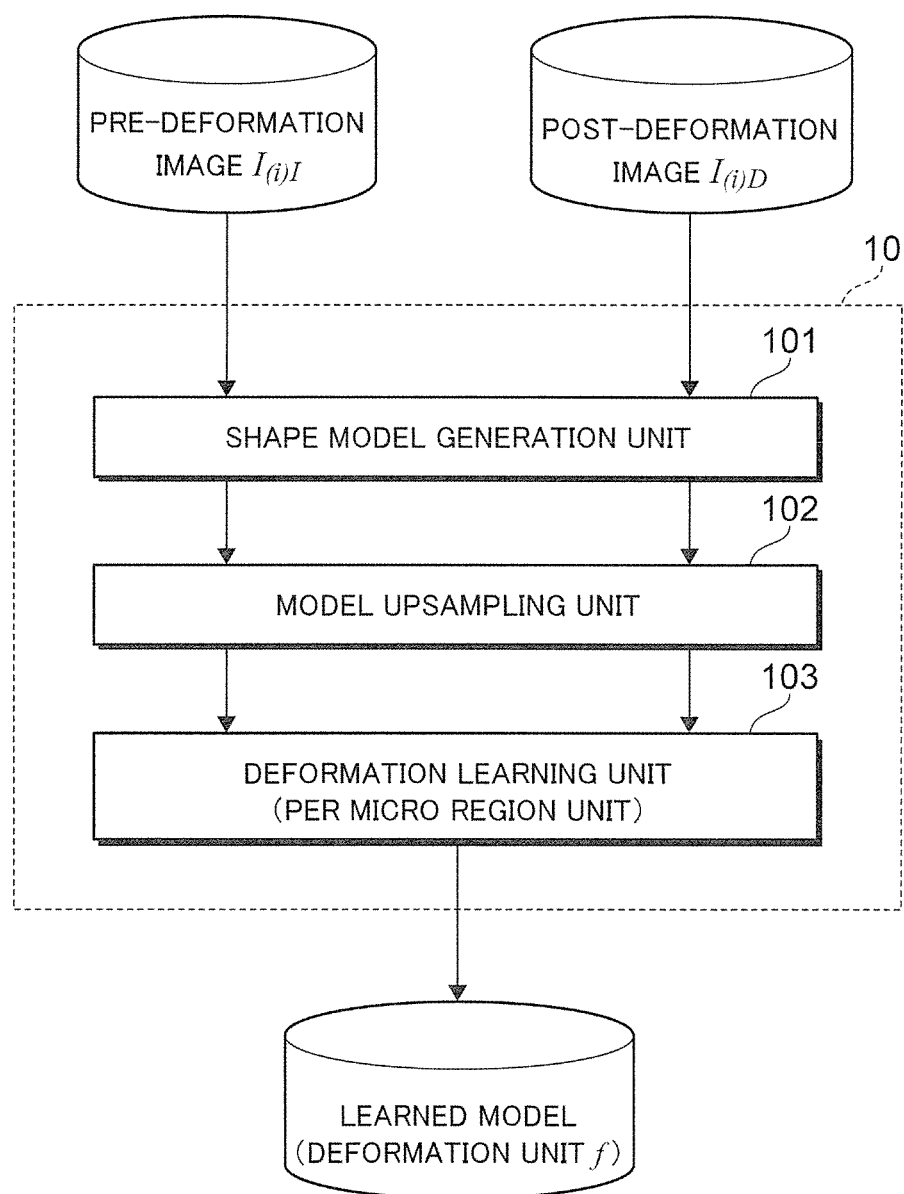 PRE-DEFORMATION
IMAGE I(i)I
POST-DEFORMATION
IMAGE I(i)D
10
101
SHAPE MODEL GENERATION UNIT
102
MODEL UPSAMPLING UNIT
103
DEFORMATION LEARNING UNIT
(PER MICRO REGION UNIT)
LEARNED MODEL
(DEFORMATION UNIT f)